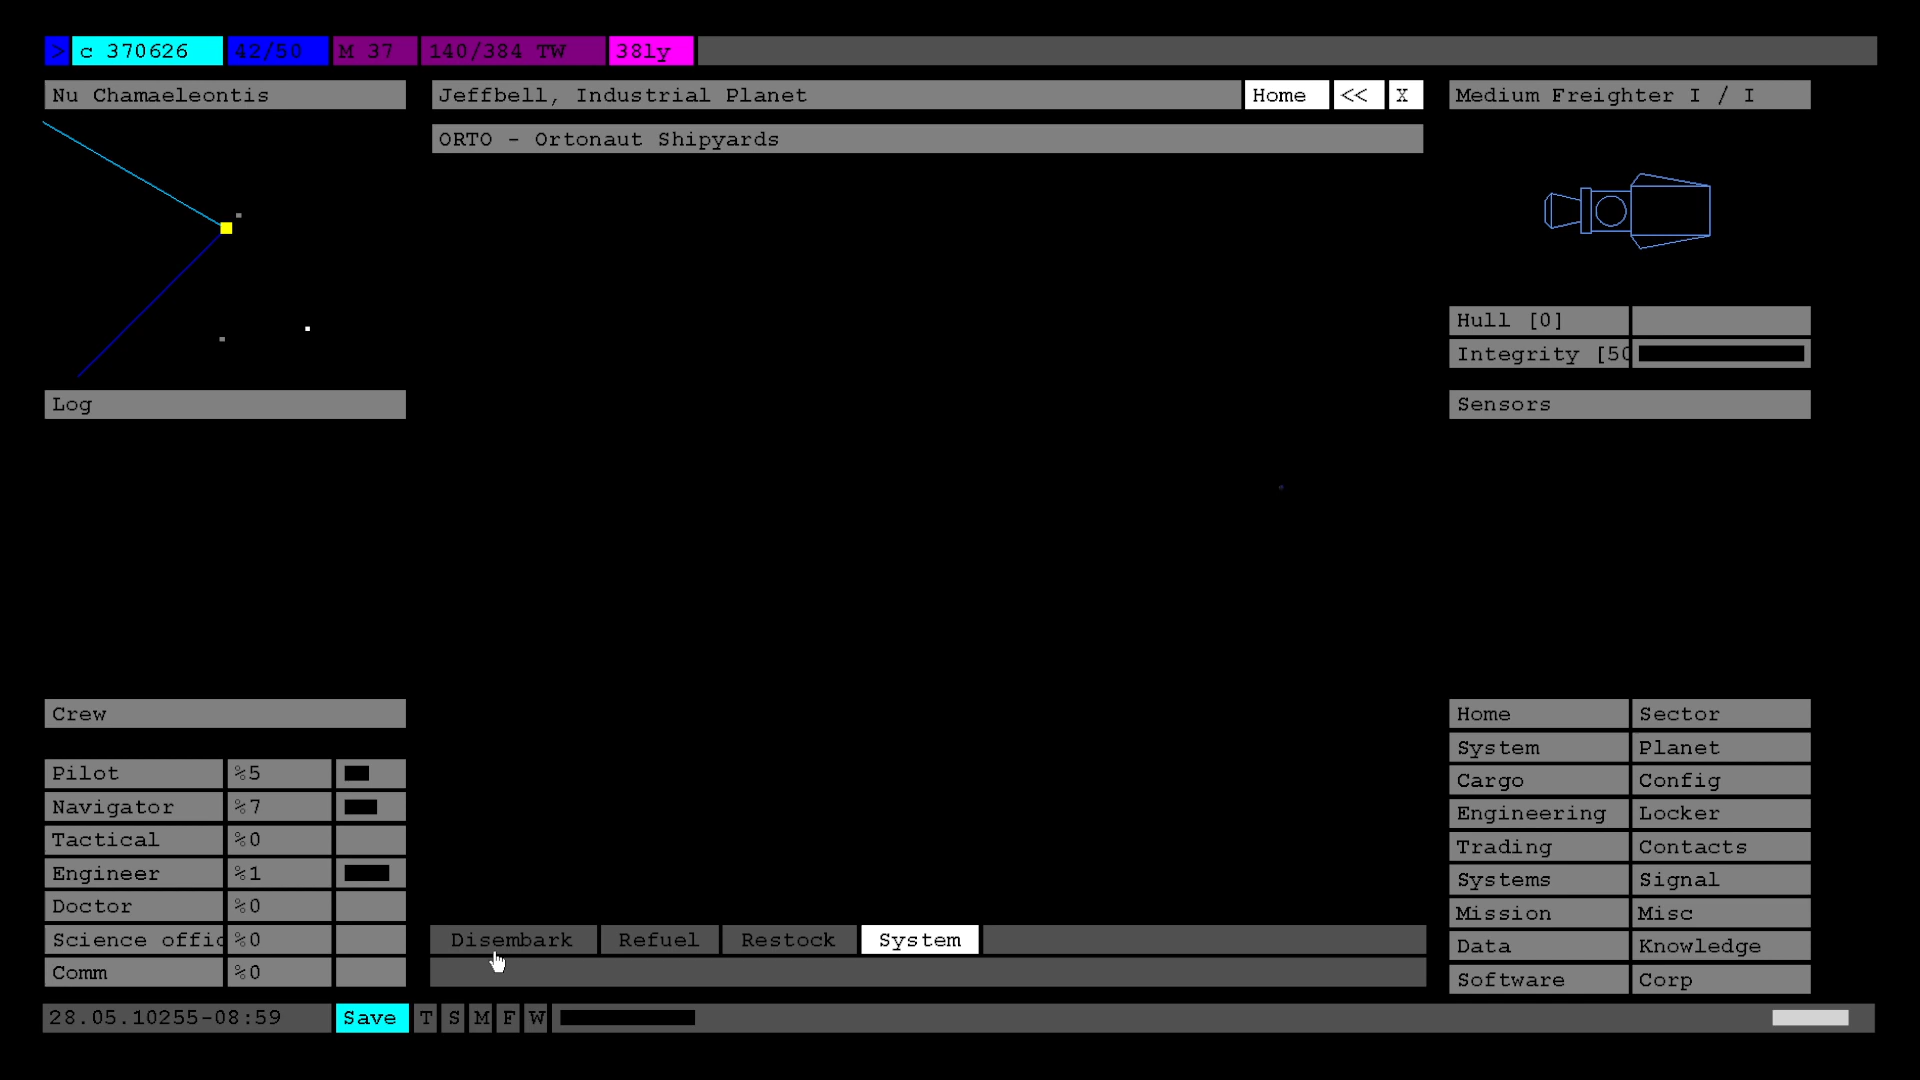 > c 370626 42/50 M 37 140/384 TW 38ly
Nu Chamaeleontis
Jeffbell, Industrial Planet Home << X
Medium Freighter I / I
ORTO - Ortonaut Shipyards
Hull [0]
Integrity [50
Log
Sensors
Crew
Pilot %5
Navigator %7
Tactical %0
Engineer %1
Doctor %0
Science offic %0
Comm %0
Disembark Refuel Restock System
Home Sector
System Planet
Cargo Config
Engineering Locker
Trading Contacts
Systems Signal
Mission Misc
Data Knowledge
Software Corp
28.05.10255-08:59 Save T S M F W